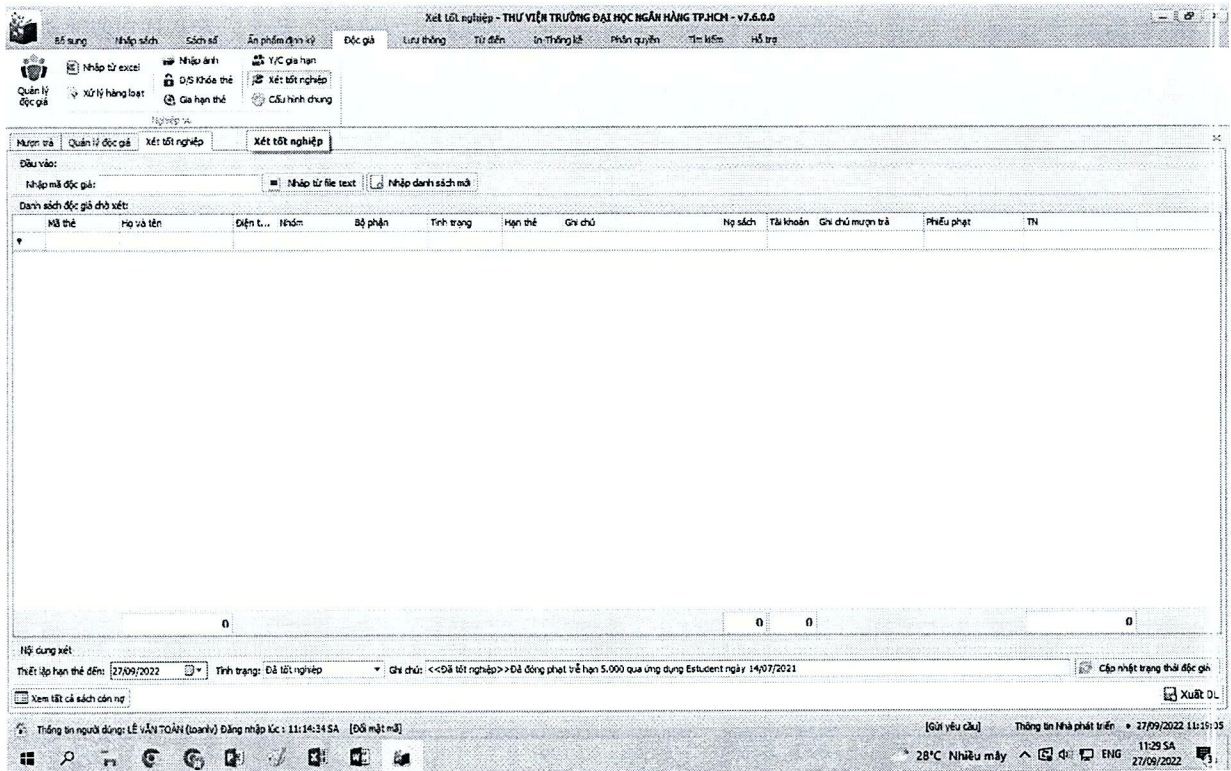 Xét tốt nghiệp - THƯ VIỆN TRƯỜNG ĐẠI HỌC NGÂN HÀNG TP.HCM - v7.6.0.0
Bổ sung Nhập sách Sách số Ấn phẩm định kỳ Độc giả Lưu thông Từ điển In-Thống kê Phân quyền Tìm kiếm Hỗ trợ
Nhập từ excel Nhập ảnh Y/C gia hạn
D/S Khóa thẻ Xét tốt nghiệp
Quản lý độc giả Xử lý hàng loạt Gia hạn thẻ Cấu hình chung
Nghiệp vụ
Mượn trả Quản lý độc giả Xét tốt nghiệp Xét tốt nghiệp
Đầu vào:
Nhập mã độc giả: Nhập từ file text Nhập danh sách mới
Danh sách độc giả chờ xét:
Mã thẻ Họ và tên Điện t... Nhóm Bộ phận Tình trạng Hạn thẻ Ghi chú Nợ sách Tài khoản Ghi chú mượn trả Phiếu phạt TN
0 0 0 0
Nội dung xét
Thiết lập hạn thẻ đến: 27/09/2022 Tình trạng: Đã tốt nghiệp Ghi chú: <<Đã tốt nghiệp>>Đã đóng phạt trễ hạn 5.000 qua ứng dụng Estudent ngày 14/07/2021 Cập nhật trạng thái độc giả
Xem tất cả sách còn nợ Xuất DL
Thông tin người dùng: LÊ VĂN TOÀN (toanlv) Đăng nhập lúc : 11:14:34 SA [Đổi mật mã] [Gửi yêu cầu] Thông tin Nhà phát triển 27/09/2022
28°C Nhiều mây ENG 11:29 SA
27/09/2022